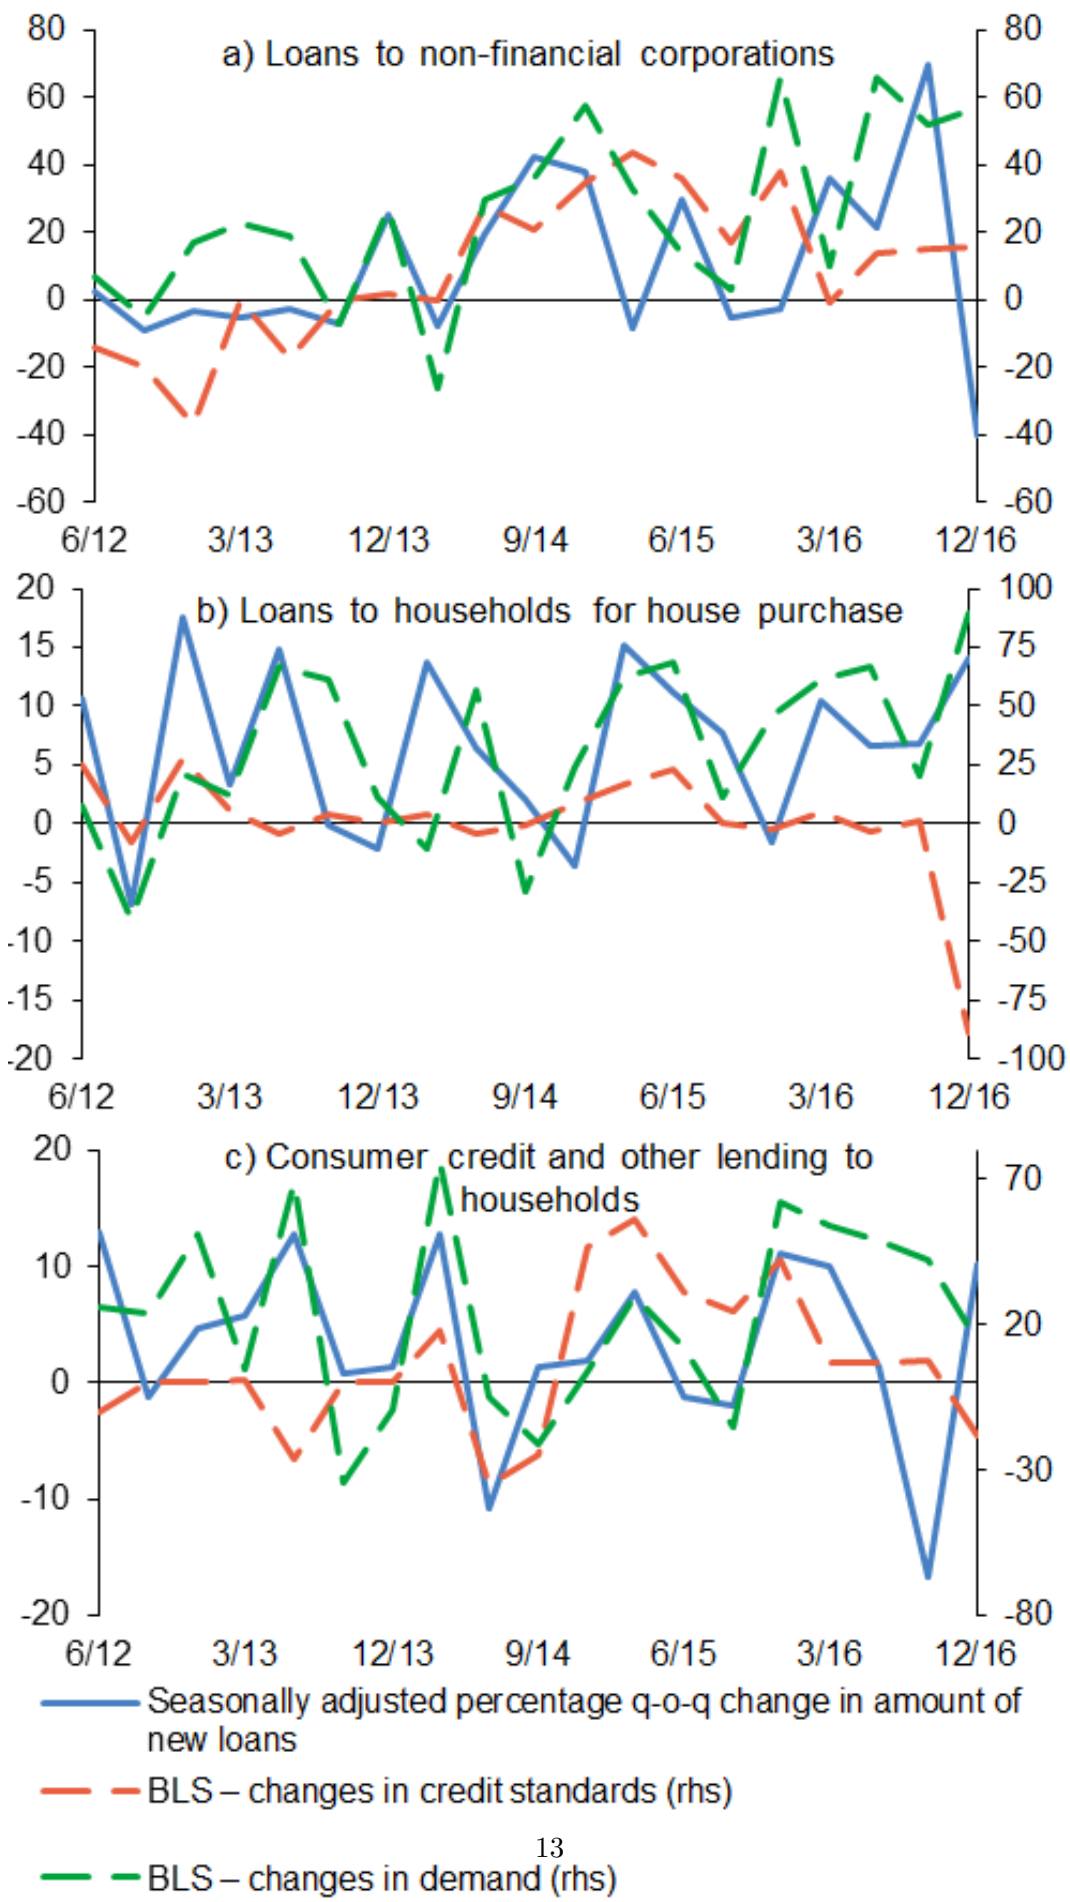 a) Loans to non-financial corporations
80 80
60 60
40 40
20 20
0 0
-20 -20
-40 -40
-60 -60
6/12 3/13 12/13 9/14 6/15 3/16 12/16
b) Loans to households for house purchase
20 100
15 75
10 50
5 25
0 0
-5 -25
-10 -50
-15 -75
-20 -100
6/12 3/13 12/13 9/14 6/15 3/16 12/16
c) Consumer credit and other lending to
households
20 70
10 20
0 -30
-10 -80
-20
6/12 3/13 12/13 9/14 6/15 3/16 12/16
Seasonally adjusted percentage q-o-q change in amount of
new loans
BLS – changes in credit standards (rhs)
13
BLS – changes in demand (rhs)